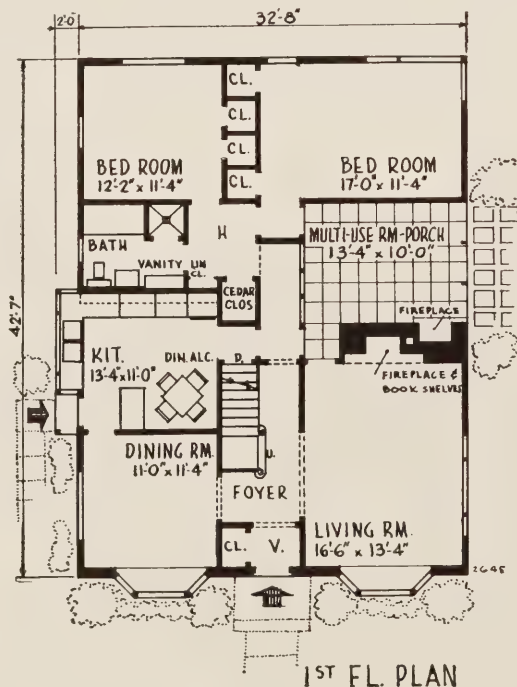 2'-0"
32'-8"
CL.
CL.
CL.
CL.
BED ROOM
12'-2" x 11'-4"
BED ROOM
17'-0" x 11'-4"
BATH
H
VANITY
LIN
CL.
MULTI-USE RM-PORCH
13'-4" x 10'-0"
CEDAR
CLOS
FIREPLACE
42'-7"
KIT.
13'-4" x 11'-0"
DIN. ALC.
D.
FIREPLACE &
BOOK SHELVES
DINING RM.
11'-0" x 11'-4"
U.
FOYER
CL.
V.
LIVING RM.
16'-6" x 13'-4"
2645
1ST FL. PLAN